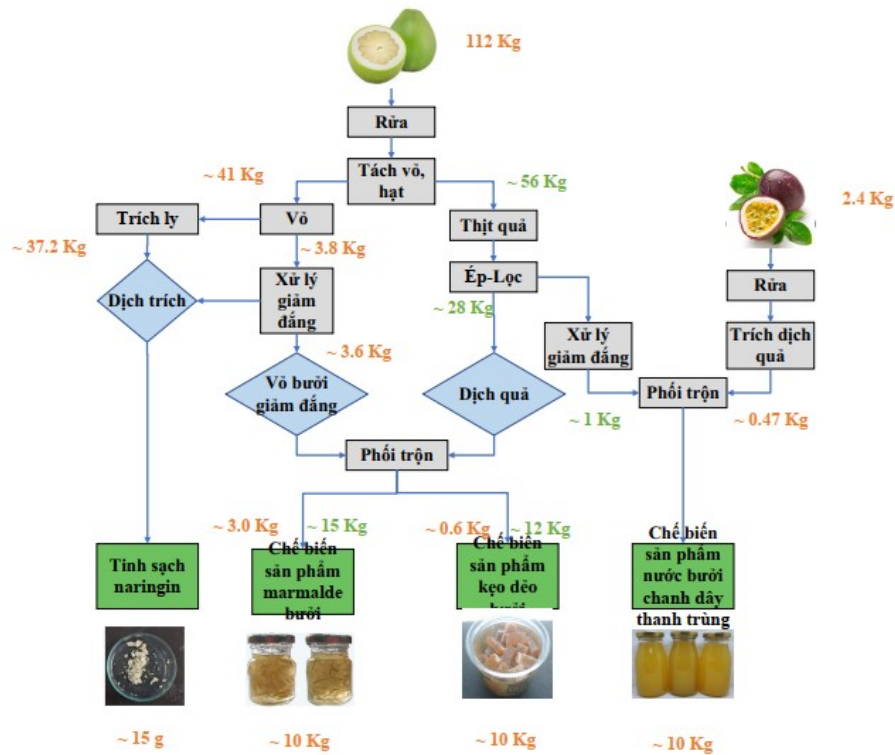 112 Kg
Rửa
~ 41 Kg
Tách vỏ,
hạt
~ 56 Kg
2.4 Kg
Trích ly
Vỏ
Thịt quả
~ 37.2 Kg
~ 3.8 Kg
Dịch trích
Xử lý
giảm
đắng
Ép-Lọc
Rửa
~ 28 Kg
Xử lý
giảm đắng
Trích dịch
quả
~ 3.6 Kg
Vỏ bưởi
giảm đắng
Dịch quả
Phối trộn
~ 1 Kg
~ 0.47 Kg
Phối trộn
~ 3.0 Kg
~ 15 Kg
~ 0.6 Kg
~ 12 Kg
Tinh sạch
naringin
Chế biến
sản phẩm
marmalde
bưởi
Chế biến
sản phẩm
kẹo dẻo
bưởi
Chế biến
sản phẩm
nước bưởi
chanh dây
thanh trùng
~ 15 g
~ 10 Kg
~ 10 Kg
~ 10 Kg